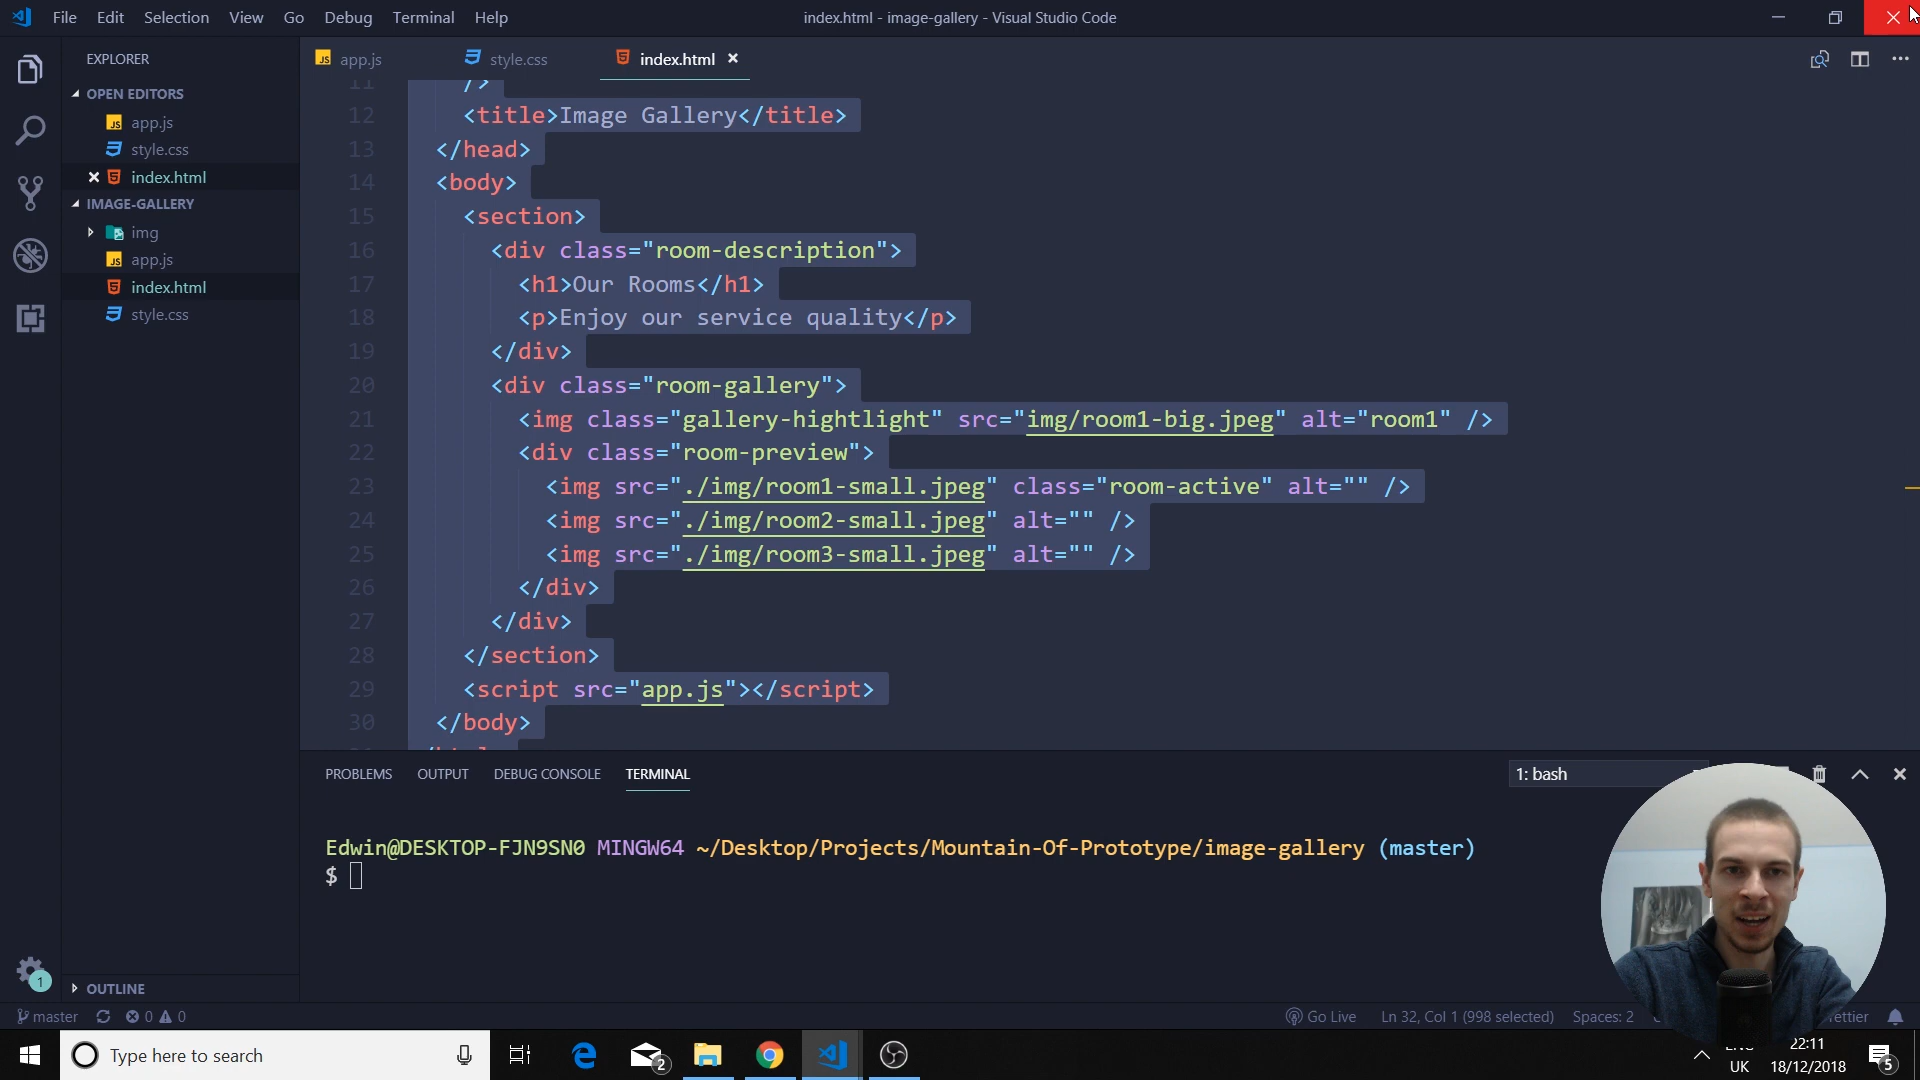 File Edit Selection View Go Debug Terminal Help
index.html - image-gallery - Visual Studio Code
EXPLORER
OPEN EDITORS
JS app.js
style.css
index.html
IMAGE-GALLERY
img
JS app.js
index.html
style.css
OUTLINE
JS app.js style.css index.html
11 />
12 <title>Image Gallery</title>
13 </head>
14 <body>
15 <section>
16 <div class="room-description">
17 <h1>Our Rooms</h1>
18 <p>Enjoy our service quality</p>
19 </div>
20 <div class="room-gallery">
21 <img class="gallery-hightlight" src="img/room1-big.jpeg" alt="room1" />
22 <div class="room-preview">
23 <img src="./img/room1-small.jpeg" class="room-active" alt="" />
24 <img src="./img/room2-small.jpeg" alt="" />
25 <img src="./img/room3-small.jpeg" alt="" />
26 </div>
27 </div>
28 </section>
29 <script src="app.js"></script>
30 </body>
PROBLEMS OUTPUT DEBUG CONSOLE TERMINAL
1: bash
Edwin@DESKTOP-FJN9SN0 MINGW64 ~/Desktop/Projects/Mountain-Of-Prototype/image-gallery (master)
$
1
master 0 0
Go Live Ln 32, Col 1 (998 selected) Spaces: 2
Type here to search
2
22:11
UK 18/12/2018
5